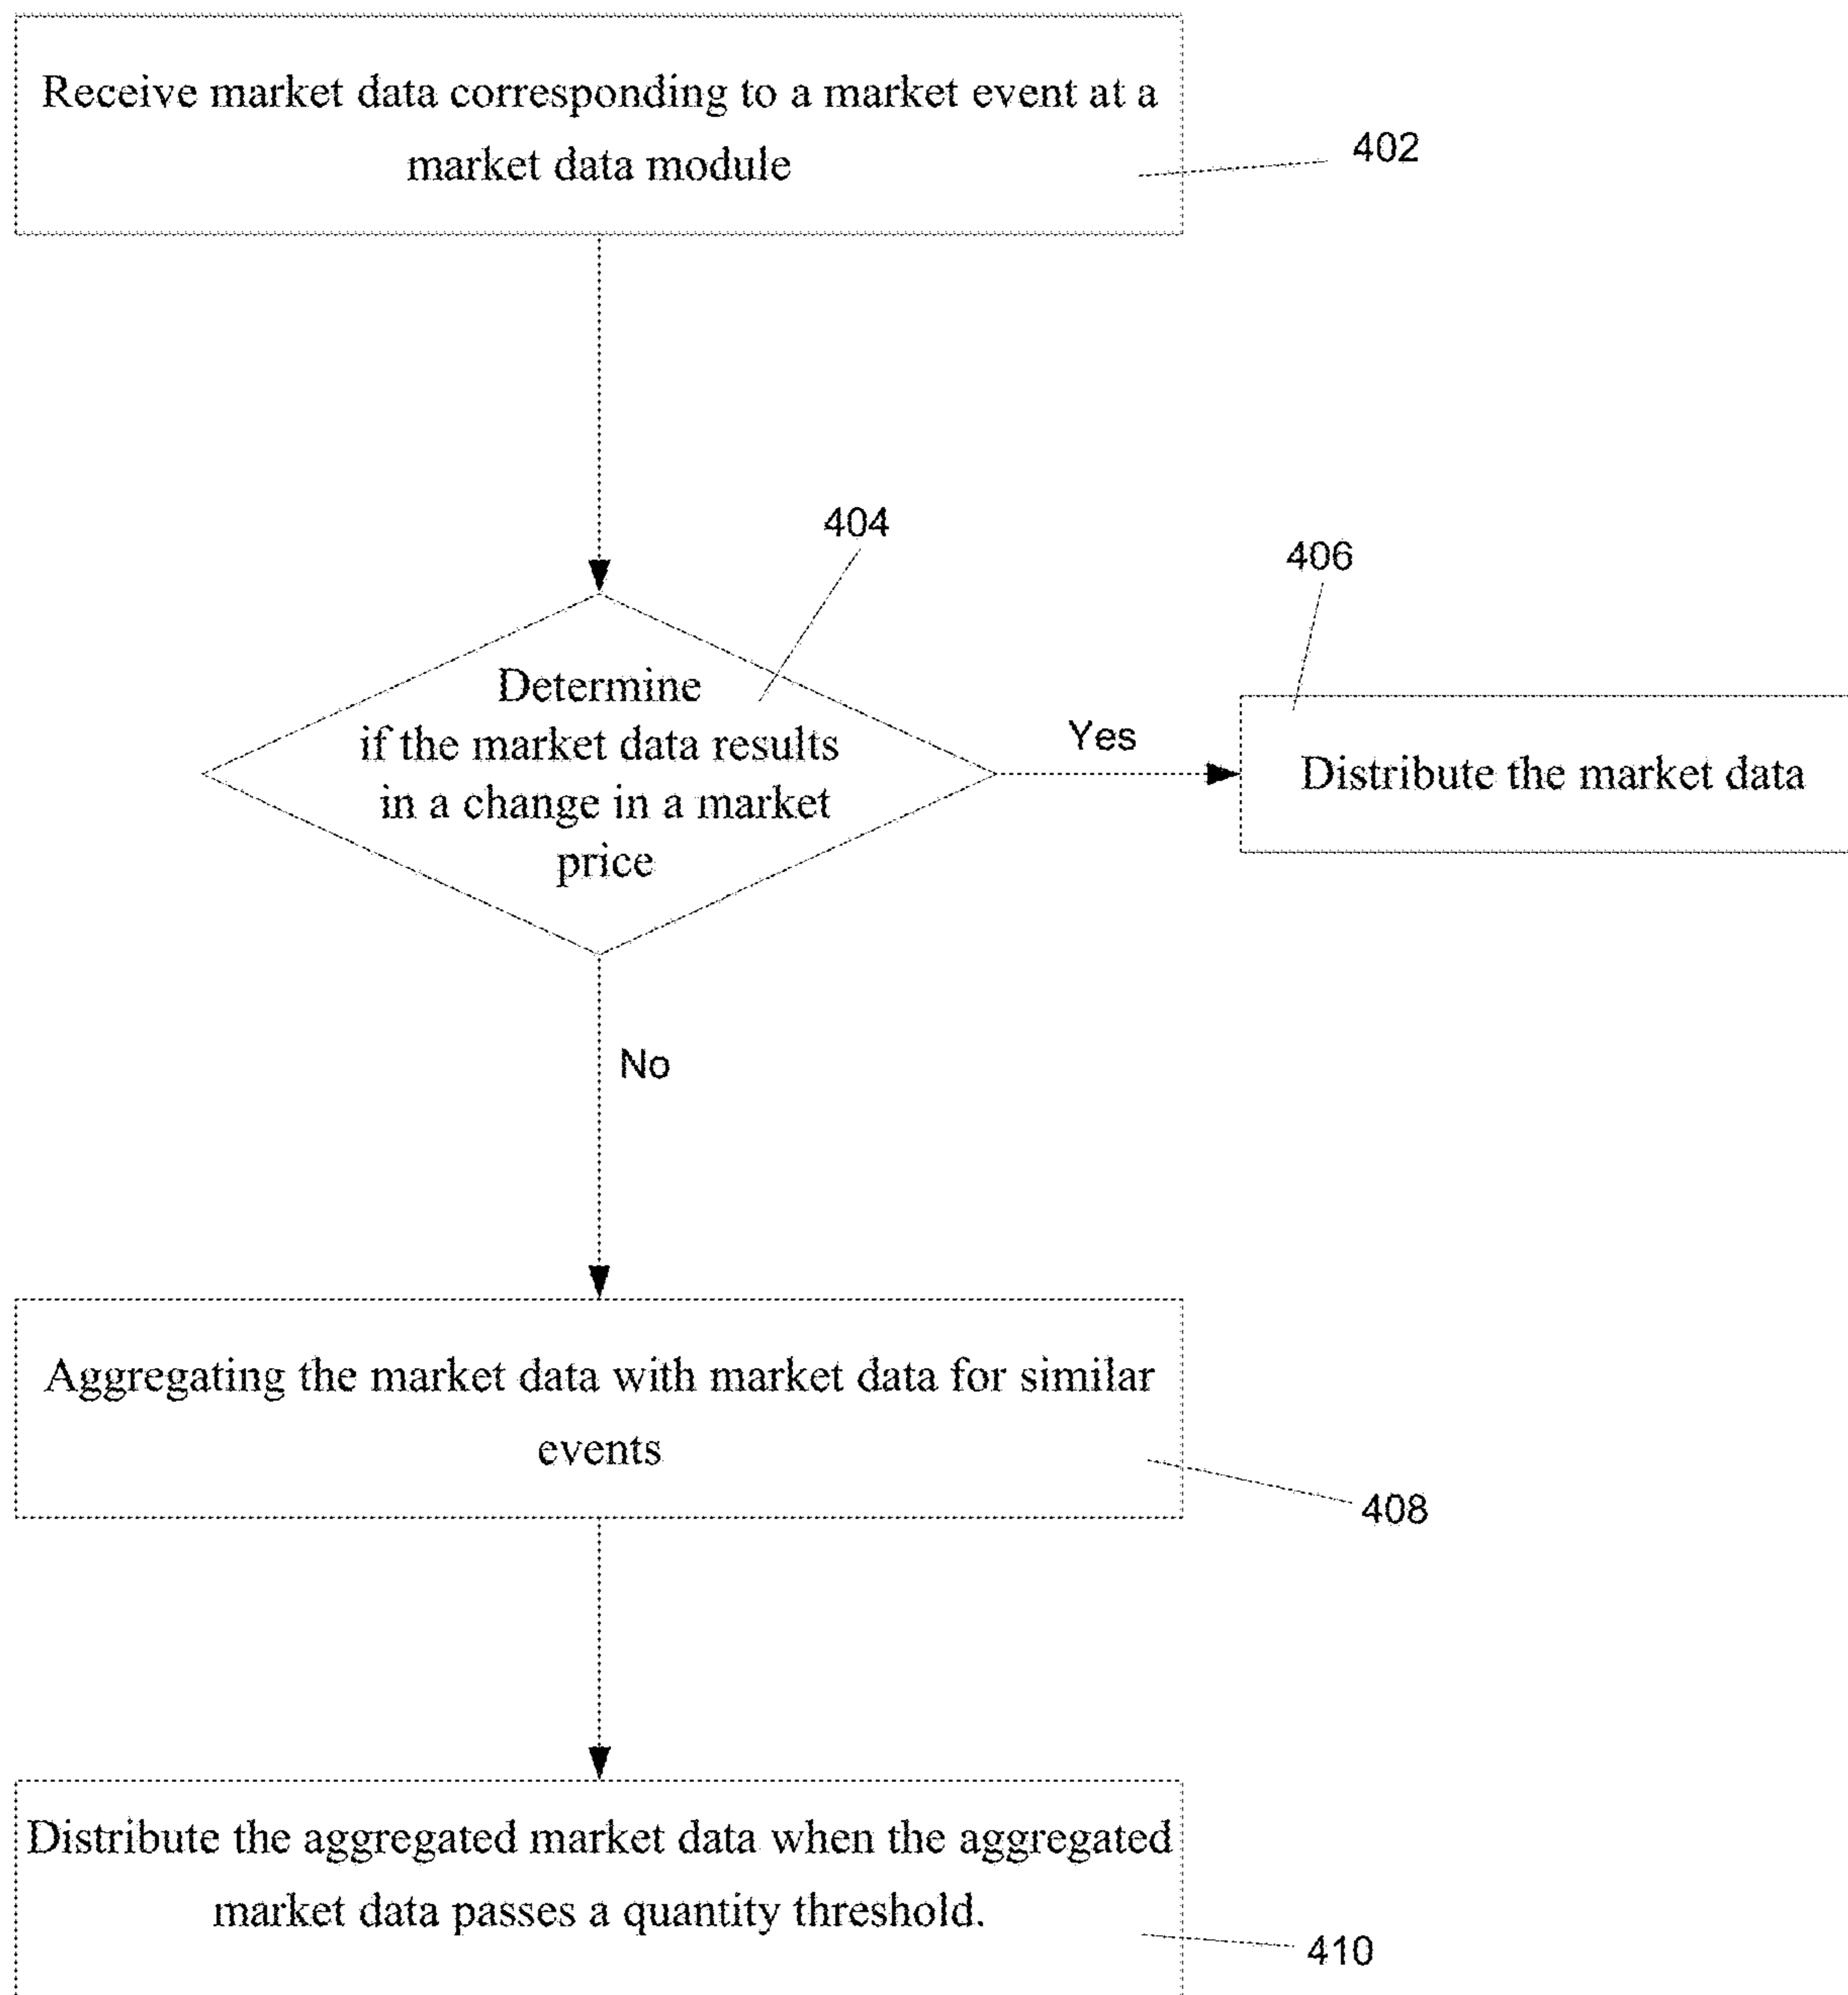 Receive market data corresponding to a market event at a
market data module
402
404
406
Determine
if the market data results
in a change in a market
price
Yes
Distribute the market data
No
Aggregating the market data with market data for similar
events
408
Distribute the aggregated market data when the aggregated
market data passes a quantity threshold.
410